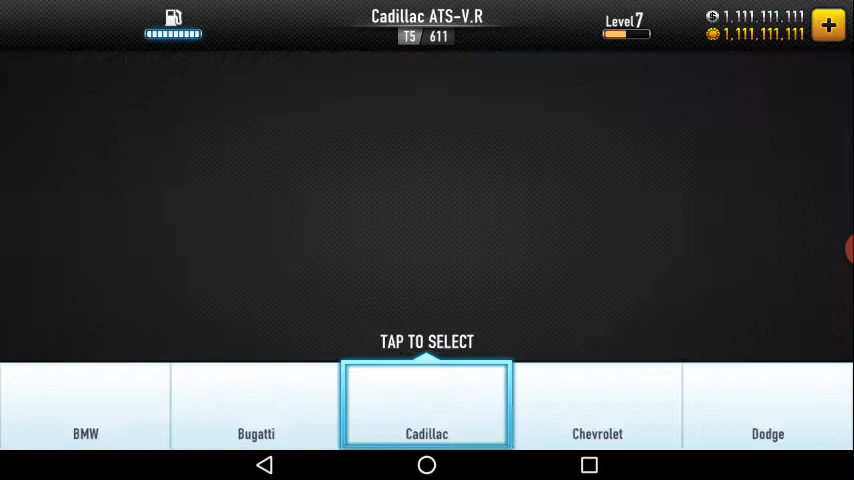 Cadillac ATS-V.R
T5 / 611
Level 7
1,111,111,111
1,111,111,111
TAP TO SELECT
BMW
Bugatti
Cadillac
Chevrolet
Dodge